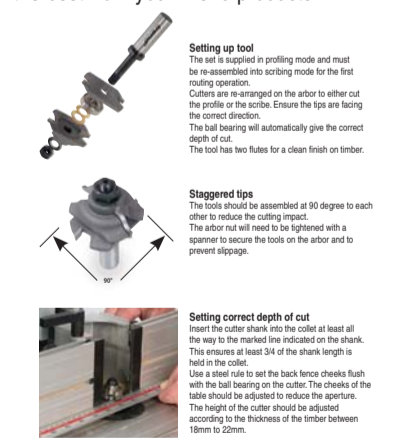 Setting up tool
The set is supplied in profiling mode and must
be re-assembled into scribing mode for the first
routing operation.
Cutters are re-arranged on the arbor to either cut
the profile or the scribe. Ensure the tips are facing
the correct direction.
The ball bearing will automatically give the correct
depth of cut.
The tool has two flutes for a clean finish on timber.
Staggered tips
The tools should be assembled at 90 degree to each
other to reduce the cutting impact.
The arbor nut will need to be tightened with a
spanner to secure the tools on the arbor and to
prevent slippage.
90°
Setting correct depth of cut
Insert the cutter shank into the collet at least all
the way to the marked line indicated on the shank.
This ensures at least 3/4 of the shank length is
held in the collet.
Use a steel rule to set the back fence cheeks flush
with the ball bearing on the cutter. The cheeks of the
table should be adjusted to reduce the aperture.
The height of the cutter should be adjusted
according to the thickness of the timber between
18mm to 22mm.